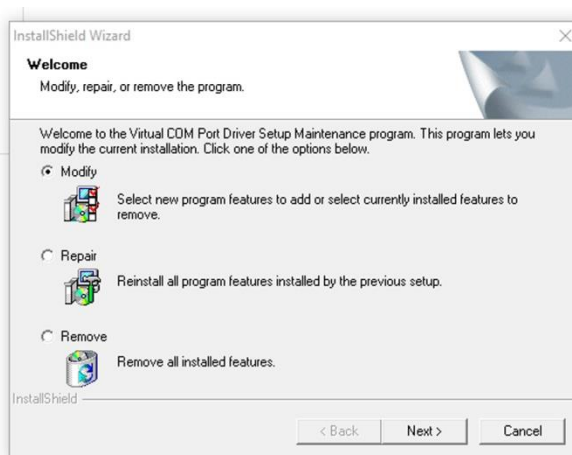 InstallShield Wizard
Welcome
Modify, repair, or remove the program.
Welcome to the Virtual COM Port Driver Setup Maintenance program. This program lets you
modify the current installation. Click one of the options below.
Modify
Select new program features to add or select currently installed features to
remove.
Repair
Reinstall all program features installed by the previous setup.
Remove
Remove all installed features.
InstallShield
< Back Next > Cancel